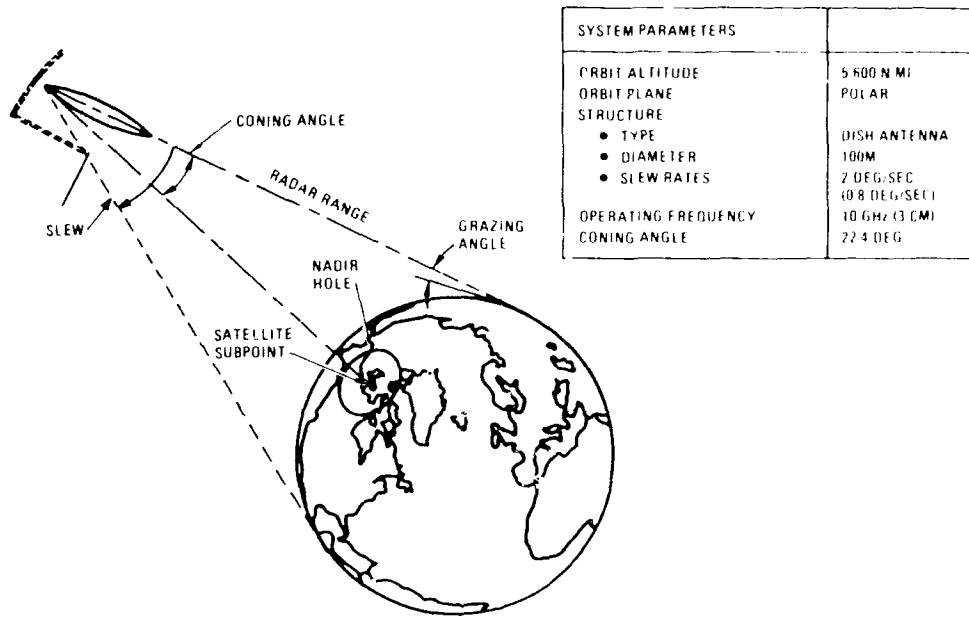 SYSTEM PARAMETERS
ORBIT ALTITUDE 5 600 N MI
ORBIT PLANE POLAR
STRUCTURE
• TYPE DISH ANTENNA
• DIAMETER 100M
• SLEW RATES 2 DEG/SEC
(0.8 DEG/SEC)
OPERATING FREQUENCY 10 GHz (3 CM)
CONING ANGLE 22.4 DEG
CONING ANGLE
RADAR RANGE
SLEW
GRAZING
ANGLE
NADIR
HOLE
SATELLITE
SUBPOINT